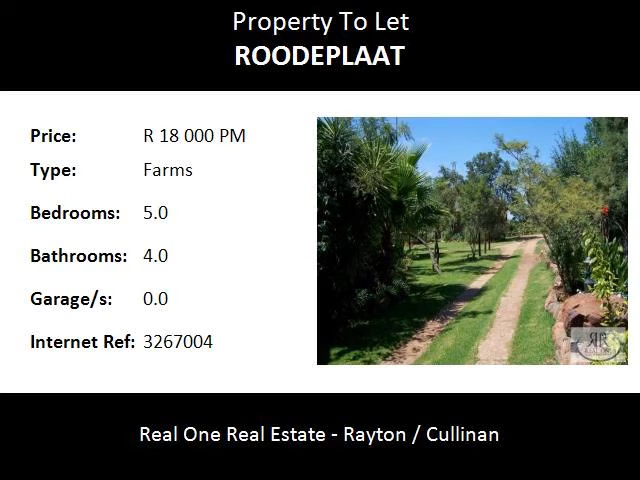 Property To Let
ROODEPLAAT
Price: R 18 000 PM
Type: Farms
Bedrooms: 5.0
Bathrooms: 4.0
Garage/s: 0.0
Internet Ref: 3267004
Real One Real Estate - Rayton / Cullinan